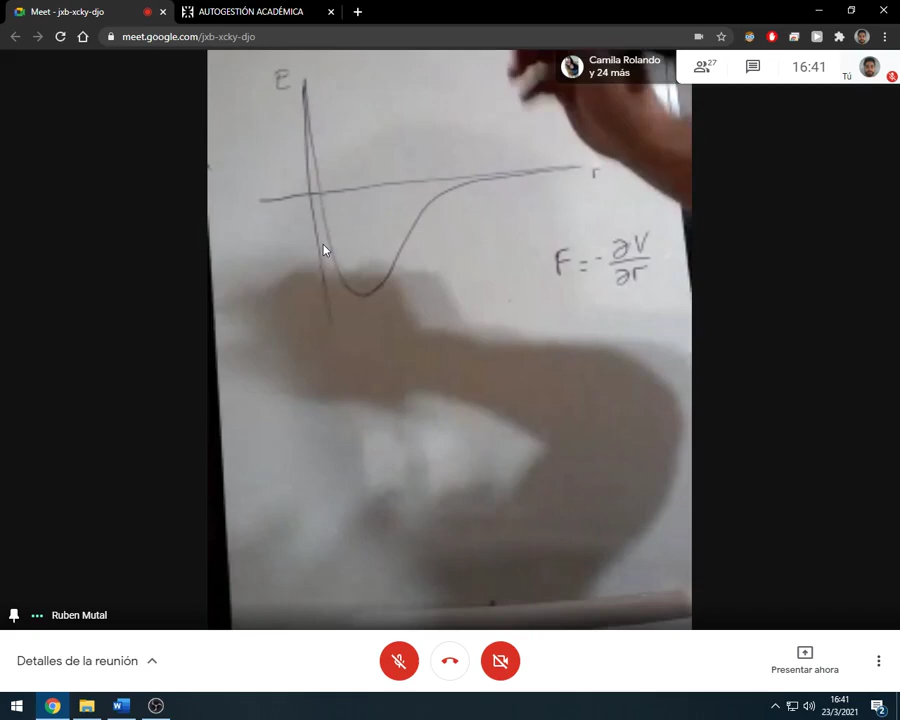 Meet - jxb-xcky-djo
AUTOGESTIÓN ACADÉMICA
meet.google.com/jxb-xcky-djo
Camila Rolando
y 24 más
27
16:41
Tú
E
r
F = - ∂V
∂r
Ruben Mutal
Detalles de la reunión
Presentar ahora
16:41
23/3/2021
2